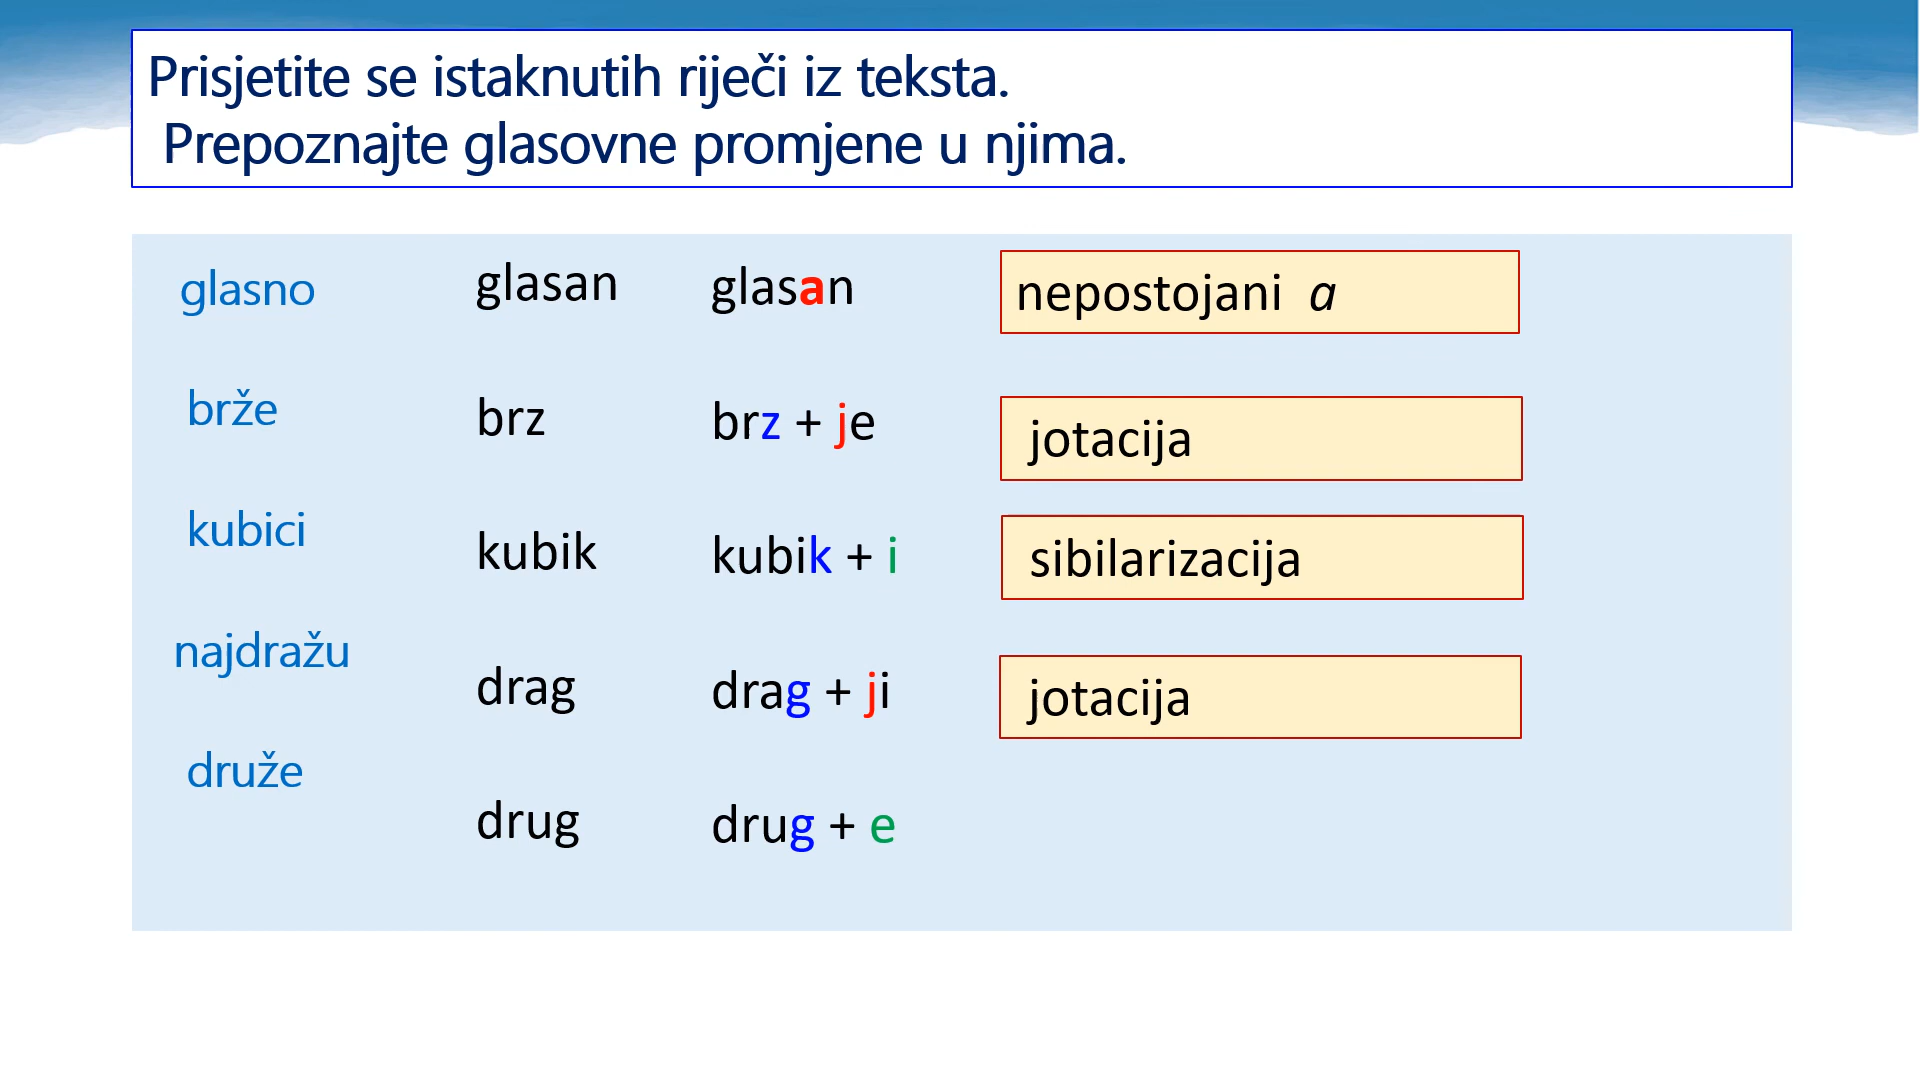 Prisjetite se istaknutih riječi iz teksta.
Prepoznajte glasovne promjene u njima.
glasno glasan glasan nepostojani a
brže brz brz + je jotacija
kubici kubik kubik + i sibilarizacija
najdražu drag drag + ji jotacija
druže drug drug + e